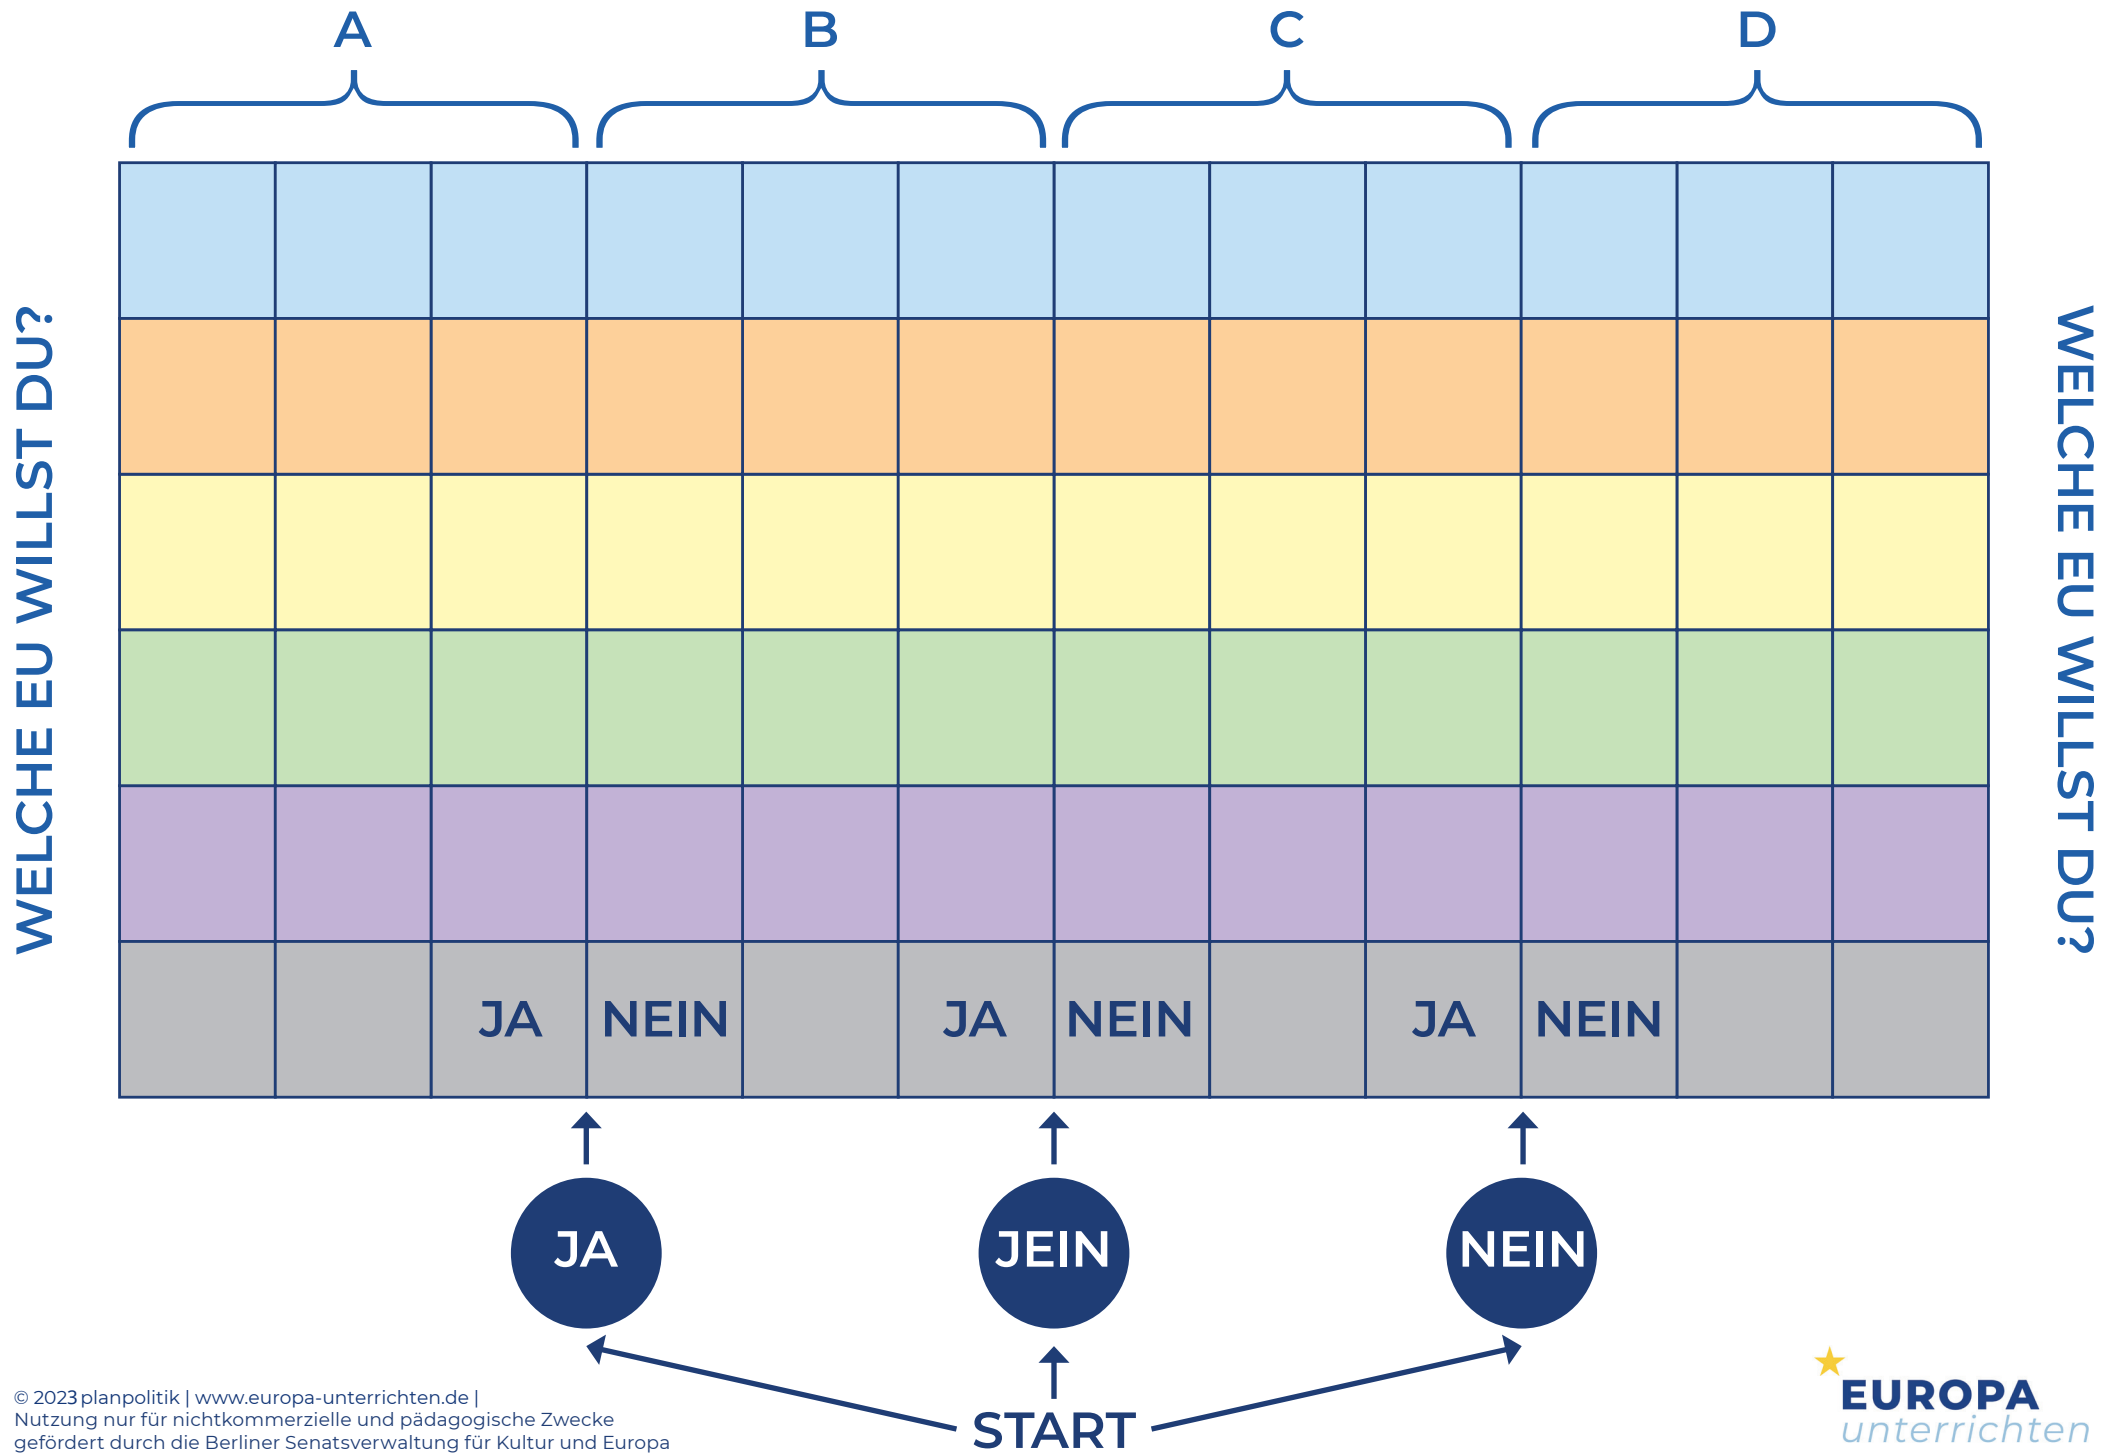 A B C D
WELCHE EU WILLST DU?
WELCHE EU WILLST DU?
JA NEIN JA NEIN JA NEIN
JA JEIN NEIN
START
© 2023 planpolitik | www.europa-unterrichten.de |
Nutzung nur für nichtkommerzielle und pädagogische Zwecke
gefördert durch die Berliner Senatsverwaltung für Kultur und Europa
EUROPA
unterrichten